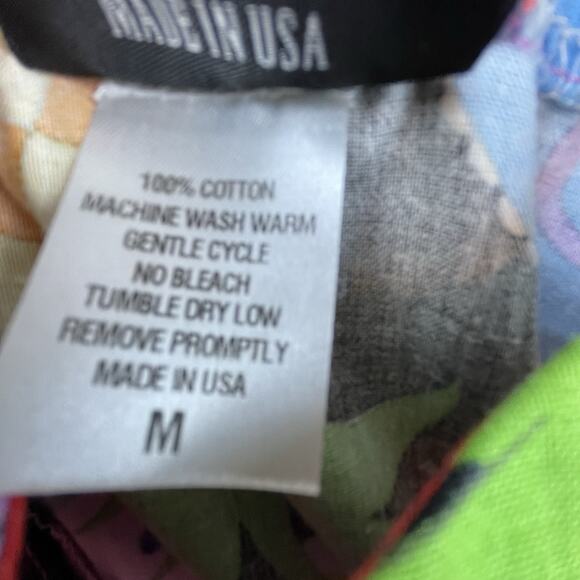 MADE IN USA
100% COTTON
MACHINE WASH WARM
GENTLE CYCLE
NO BLEACH
TUMBLE DRY LOW
REMOVE PROMPTLY
MADE IN USA
M